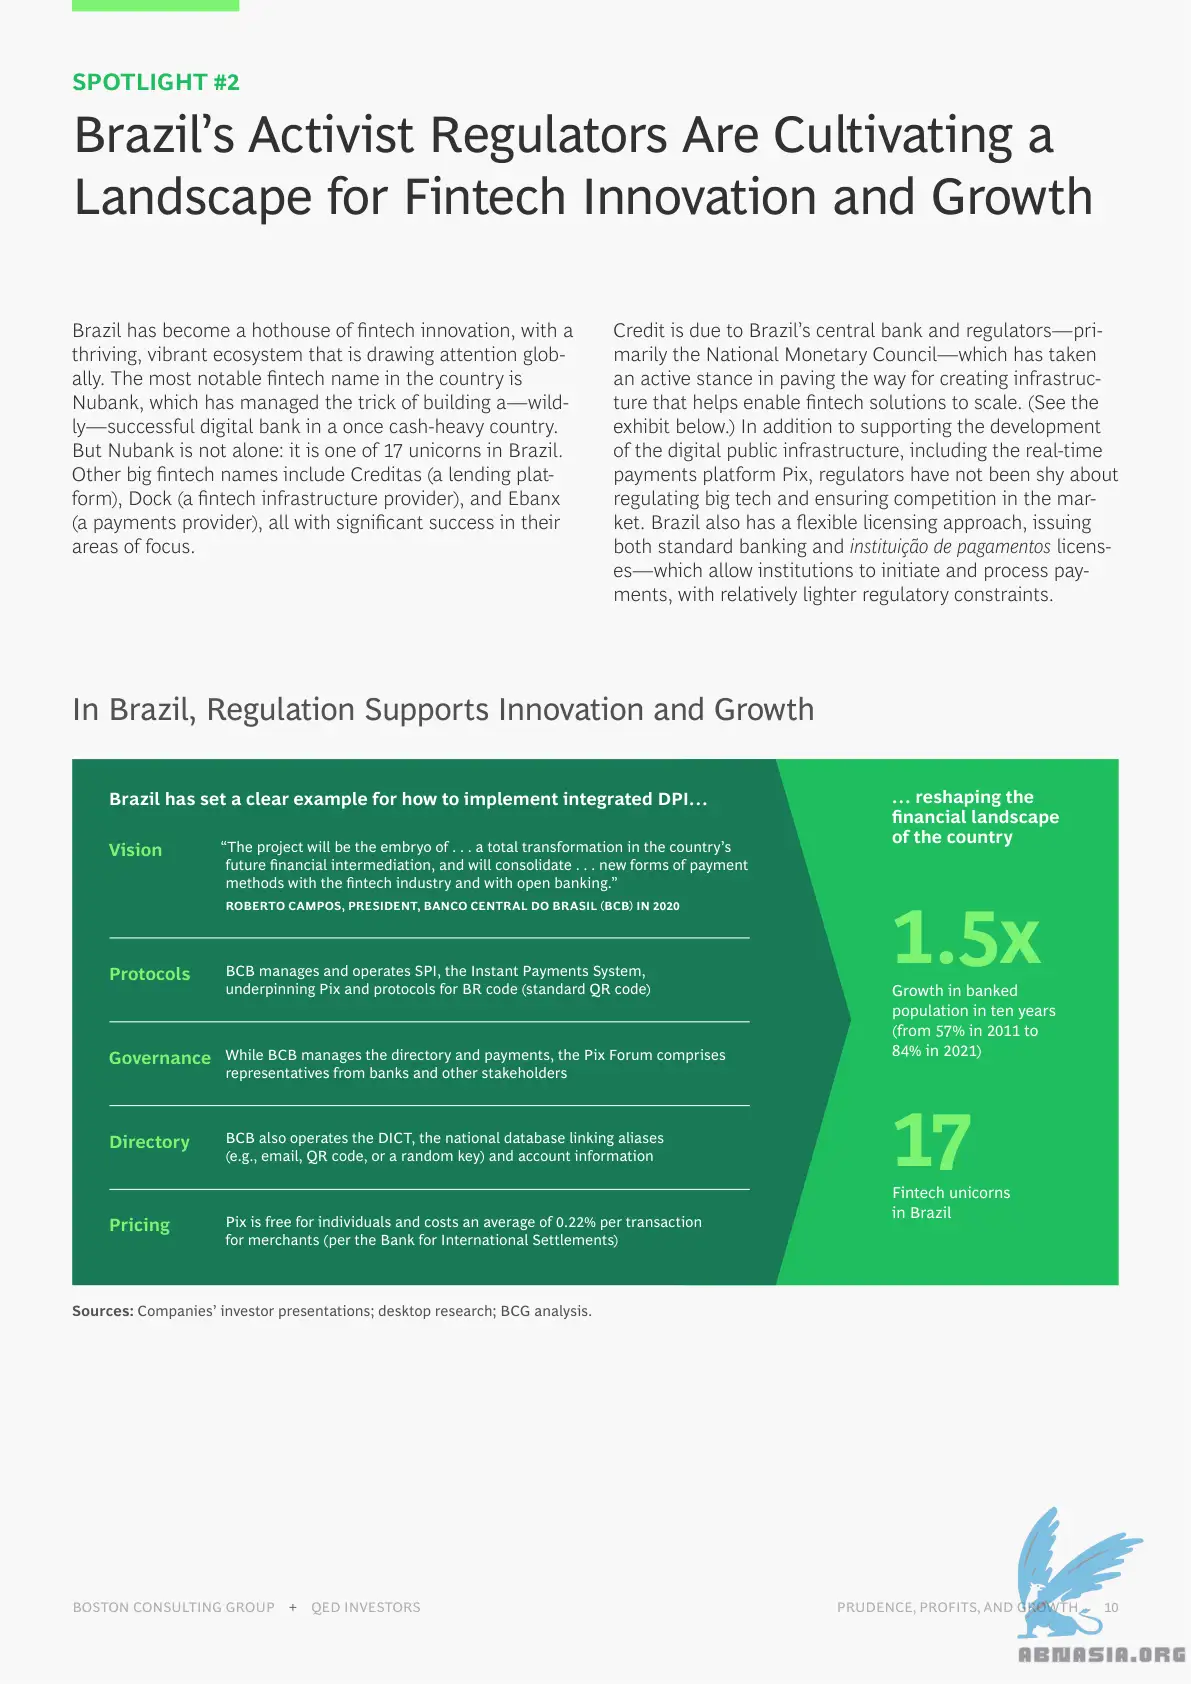 SPOTLIGHT #2
Brazil’s Activist Regulators Are Cultivating a
Landscape for Fintech Innovation and Growth
Brazil has become a hothouse of fintech innovation, with a
thriving, vibrant ecosystem that is drawing attention glob-
ally. The most notable fintech name in the country is
Nubank, which has managed the trick of building a—wild-
ly—successful digital bank in a once cash-heavy country.
But Nubank is not alone: it is one of 17 unicorns in Brazil.
Other big fintech names include Creditas (a lending plat-
form), Dock (a fintech infrastructure provider), and Ebanx
(a payments provider), all with significant success in their
areas of focus.
Credit is due to Brazil’s central bank and regulators—pri-
marily the National Monetary Council—which has taken
an active stance in paving the way for creating infrastruc-
ture that helps enable fintech solutions to scale. (See the
exhibit below.) In addition to supporting the development
of the digital public infrastructure, including the real-time
payments platform Pix, regulators have not been shy about
regulating big tech and ensuring competition in the mar-
ket. Brazil also has a flexible licensing approach, issuing
both standard banking and instituição de pagamentos licens-
es—which allow institutions to initiate and process pay-
ments, with relatively lighter regulatory constraints.
In Brazil, Regulation Supports Innovation and Growth
Brazil has set a clear example for how to implement integrated DPI...
Vision
“The project will be the embryo of . . . a total transformation in the country’s
future financial intermediation, and will consolidate . . . new forms of payment
methods with the fintech industry and with open banking.”
ROBERTO CAMPOS, PRESIDENT, BANCO CENTRAL DO BRASIL (BCB) IN 2020
Protocols
BCB manages and operates SPI, the Instant Payments System,
underpinning Pix and protocols for BR code (standard QR code)
Governance
While BCB manages the directory and payments, the Pix Forum comprises
representatives from banks and other stakeholders
Directory
BCB also operates the DICT, the national database linking aliases
(e.g., email, QR code, or a random key) and account information
Pricing
Pix is free for individuals and costs an average of 0.22% per transaction
for merchants (per the Bank for International Settlements)
... reshaping the
financial landscape
of the country
1.5x
Growth in banked
population in ten years
(from 57% in 2011 to
84% in 2021)
17
Fintech unicorns
in Brazil
Sources: Companies’ investor presentations; desktop research; BCG analysis.
BOSTON CONSULTING GROUP + QED INVESTORS
PRUDENCE, PROFITS, AND GROWTH 10
ABNASIA.ORG